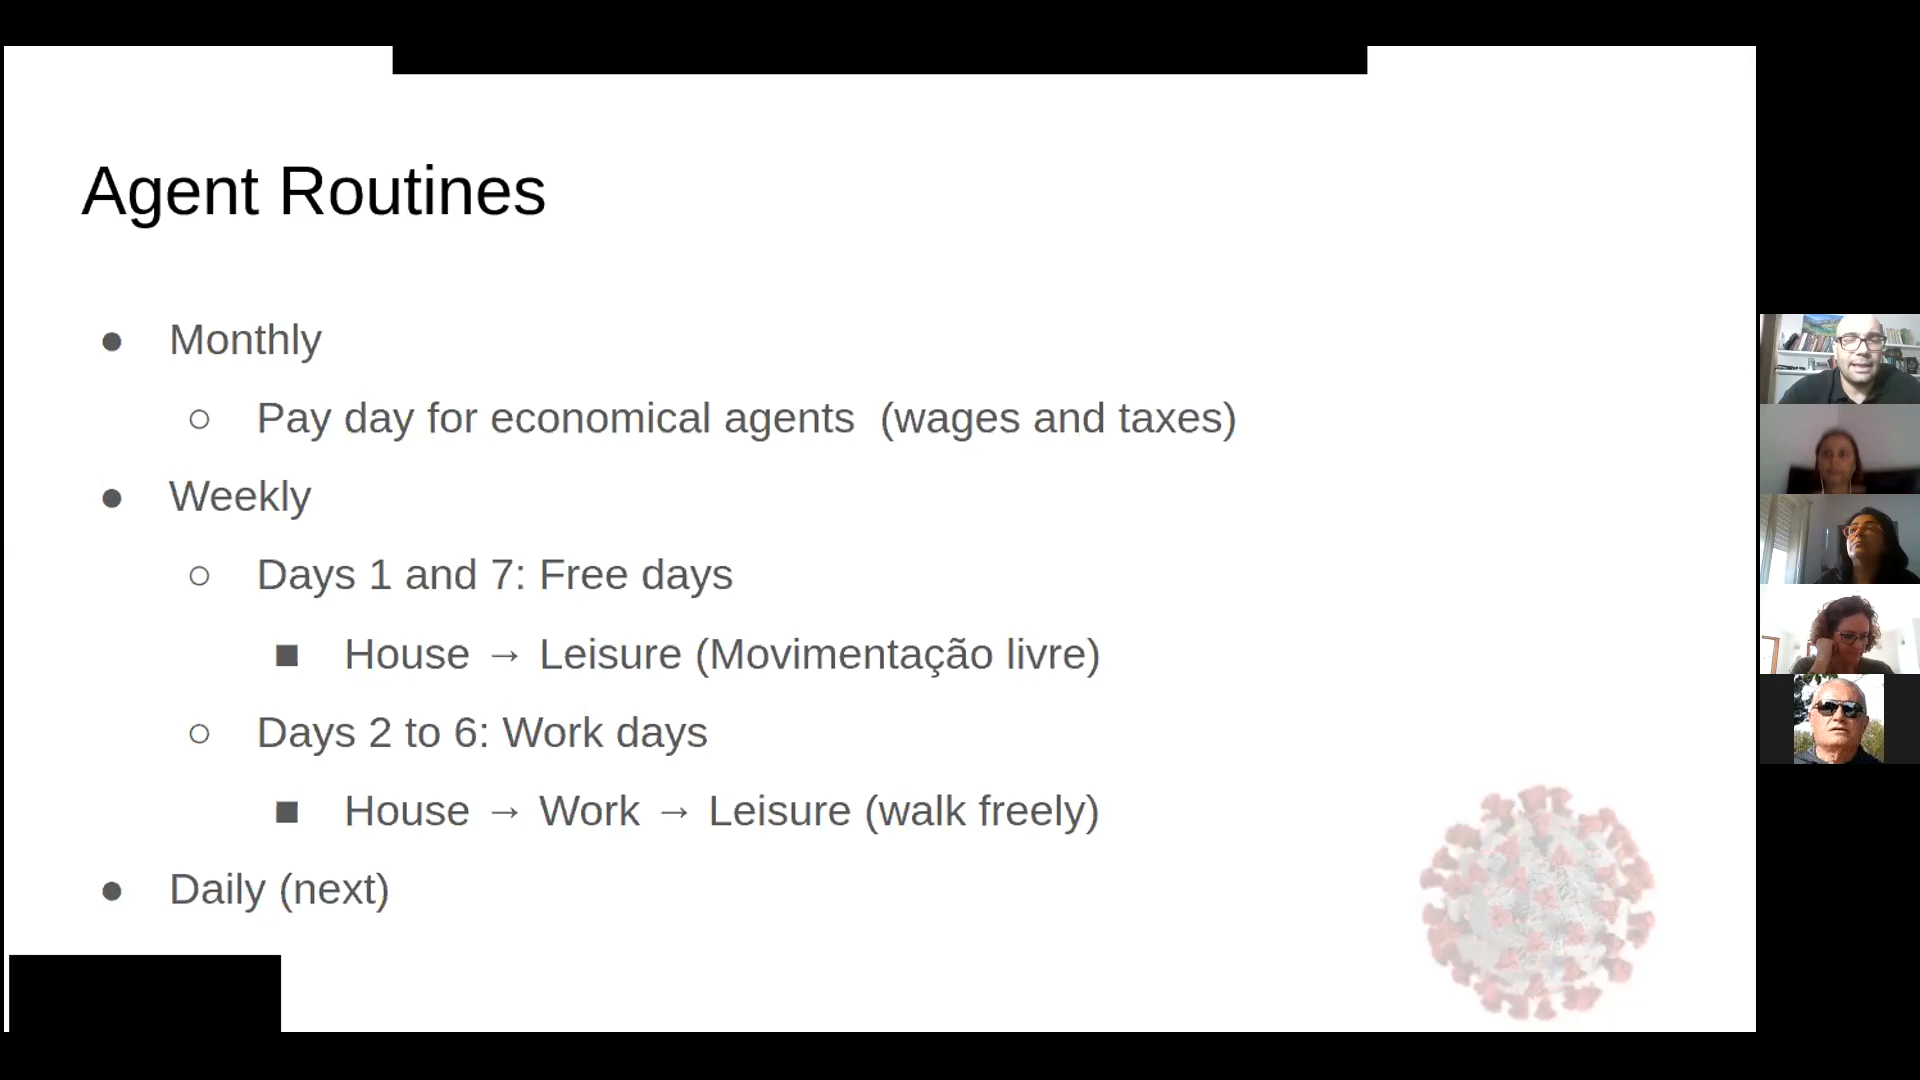 Agent Routines
● Monthly
○ Pay day for economical agents (wages and taxes)
● Weekly
○ Days 1 and 7: Free days
■ House → Leisure (Movimentação livre)
○ Days 2 to 6: Work days
■ House → Work → Leisure (walk freely)
● Daily (next)